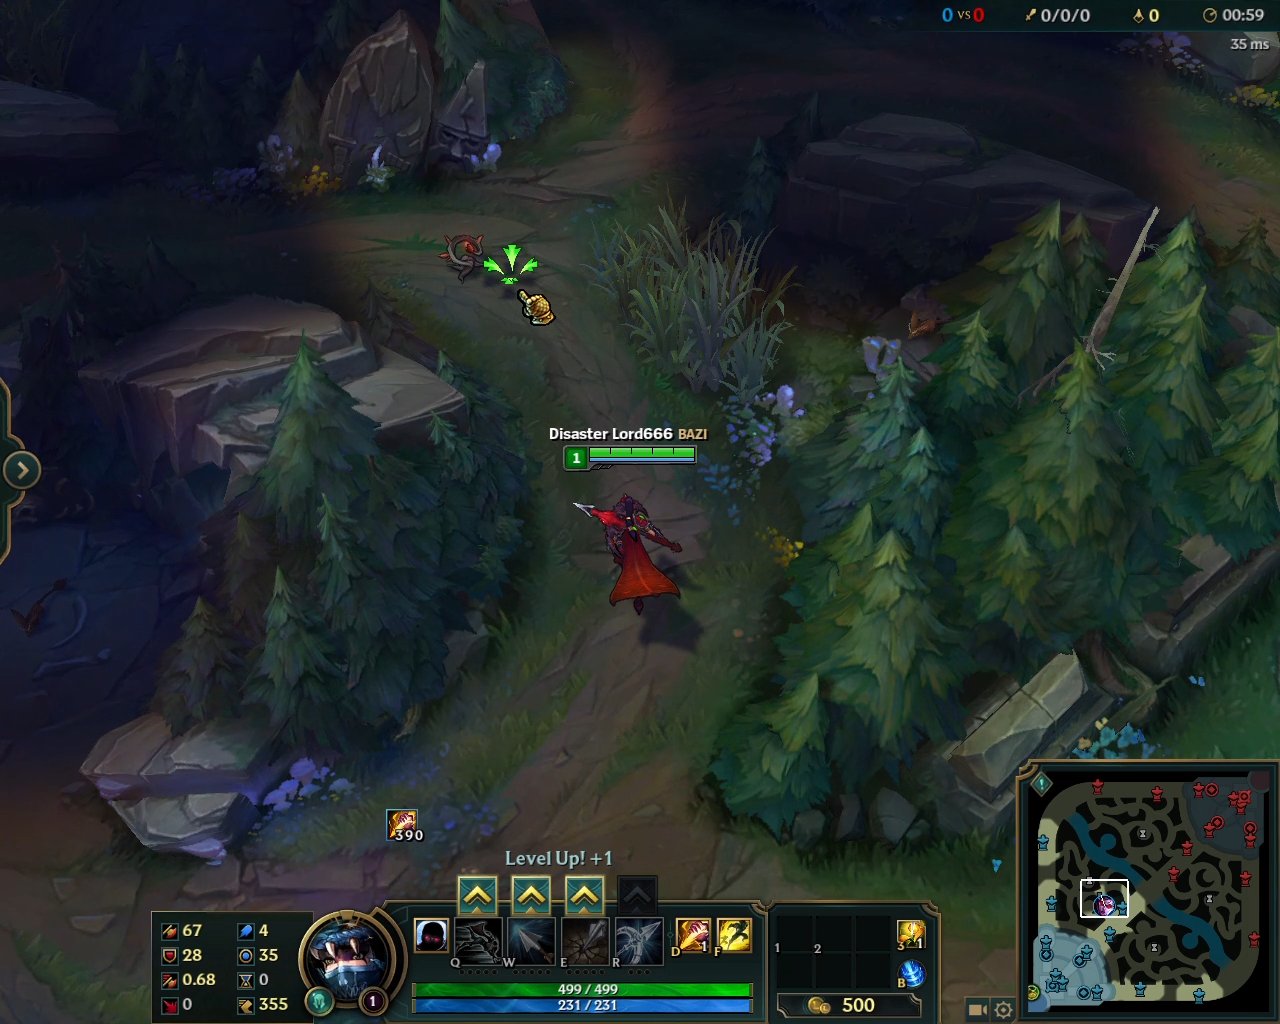 0 vs 0 0/0/0 0 00:59
35 ms
Disaster Lord666 BAZI
1
390
Level Up! +1
67 4
28 35
0.68 0
0 355
1
Q W E R D 1 F
499 / 499
231 / 231
1 2 3 1
B
500